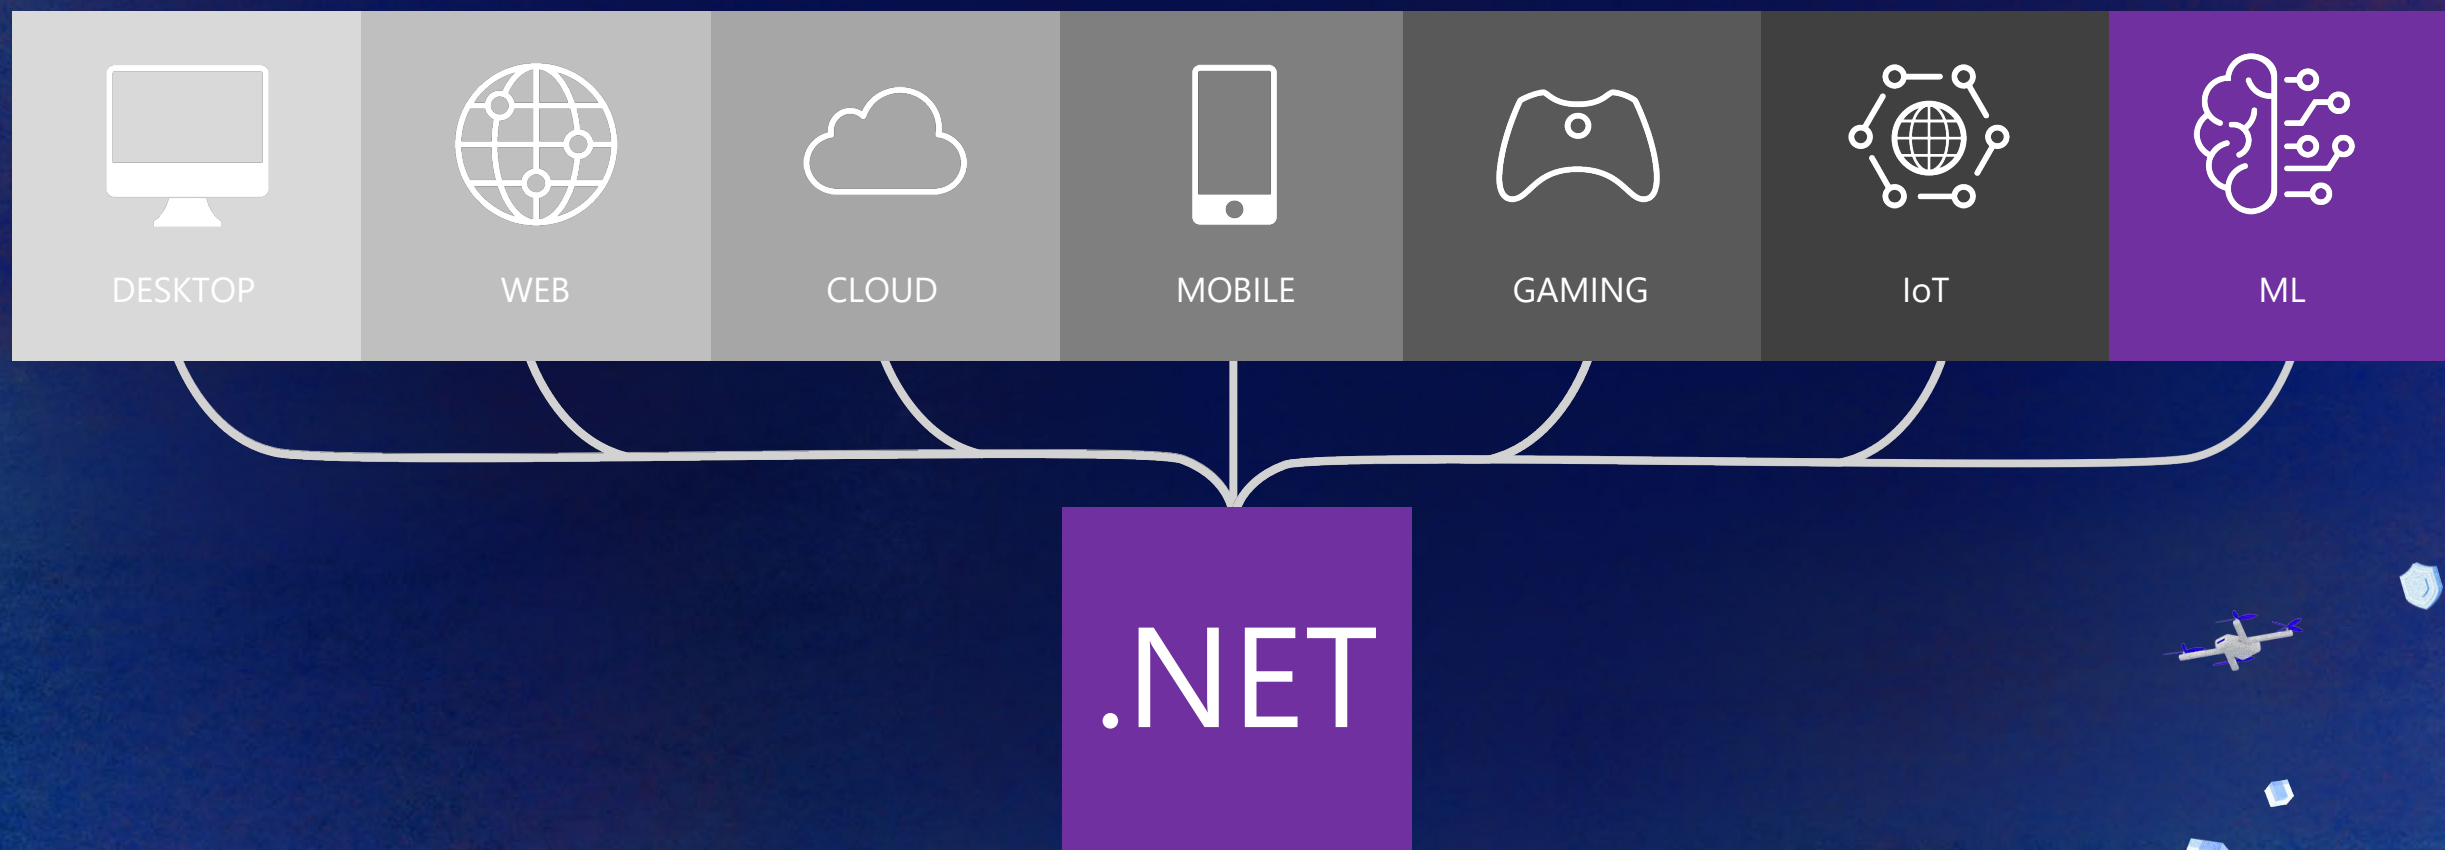 DESKTOP
WEB
CLOUD
MOBILE
GAMING
IoT
ML
.NET